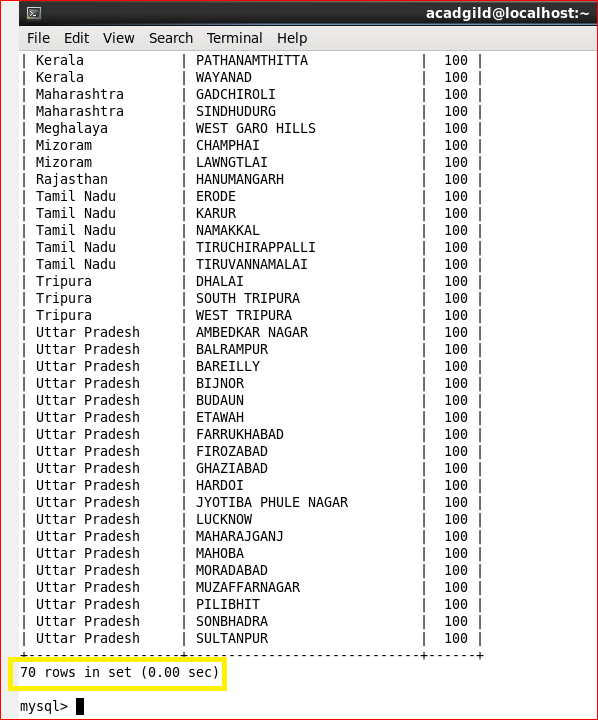 acadgild@localhost:~
File Edit View Search Terminal Help
| Kerala | PATHANAMTHITTA | 100 |
| Kerala | WAYANAD | 100 |
| Maharashtra | GADCHIROLI | 100 |
| Maharashtra | SINDHUDURG | 100 |
| Meghalaya | WEST GARO HILLS | 100 |
| Mizoram | CHAMPHAI | 100 |
| Mizoram | LAWNGTLAI | 100 |
| Rajasthan | HANUMANGARH | 100 |
| Tamil Nadu | ERODE | 100 |
| Tamil Nadu | KARUR | 100 |
| Tamil Nadu | NAMAKKAL | 100 |
| Tamil Nadu | TIRUCHIRAPPALLI | 100 |
| Tamil Nadu | TIRUVANNAMALAI | 100 |
| Tripura | DHALAI | 100 |
| Tripura | SOUTH TRIPURA | 100 |
| Tripura | WEST TRIPURA | 100 |
| Uttar Pradesh | AMBEDKAR NAGAR | 100 |
| Uttar Pradesh | BALRAMPUR | 100 |
| Uttar Pradesh | BAREILLY | 100 |
| Uttar Pradesh | BIJNOR | 100 |
| Uttar Pradesh | BUDAUN | 100 |
| Uttar Pradesh | ETAWAH | 100 |
| Uttar Pradesh | FARRUKHABAD | 100 |
| Uttar Pradesh | FIROZABAD | 100 |
| Uttar Pradesh | GHAZIABAD | 100 |
| Uttar Pradesh | HARDOI | 100 |
| Uttar Pradesh | JYOTIBA PHULE NAGAR | 100 |
| Uttar Pradesh | LUCKNOW | 100 |
| Uttar Pradesh | MAHARAJGANJ | 100 |
| Uttar Pradesh | MAHOBA | 100 |
| Uttar Pradesh | MORADABAD | 100 |
| Uttar Pradesh | MUZAFFARNAGAR | 100 |
| Uttar Pradesh | PILIBHIT | 100 |
| Uttar Pradesh | SONBHADRA | 100 |
| Uttar Pradesh | SULTANPUR | 100 |
+-------------------+-----------------------------+------+
70 rows in set (0.00 sec)
mysql>